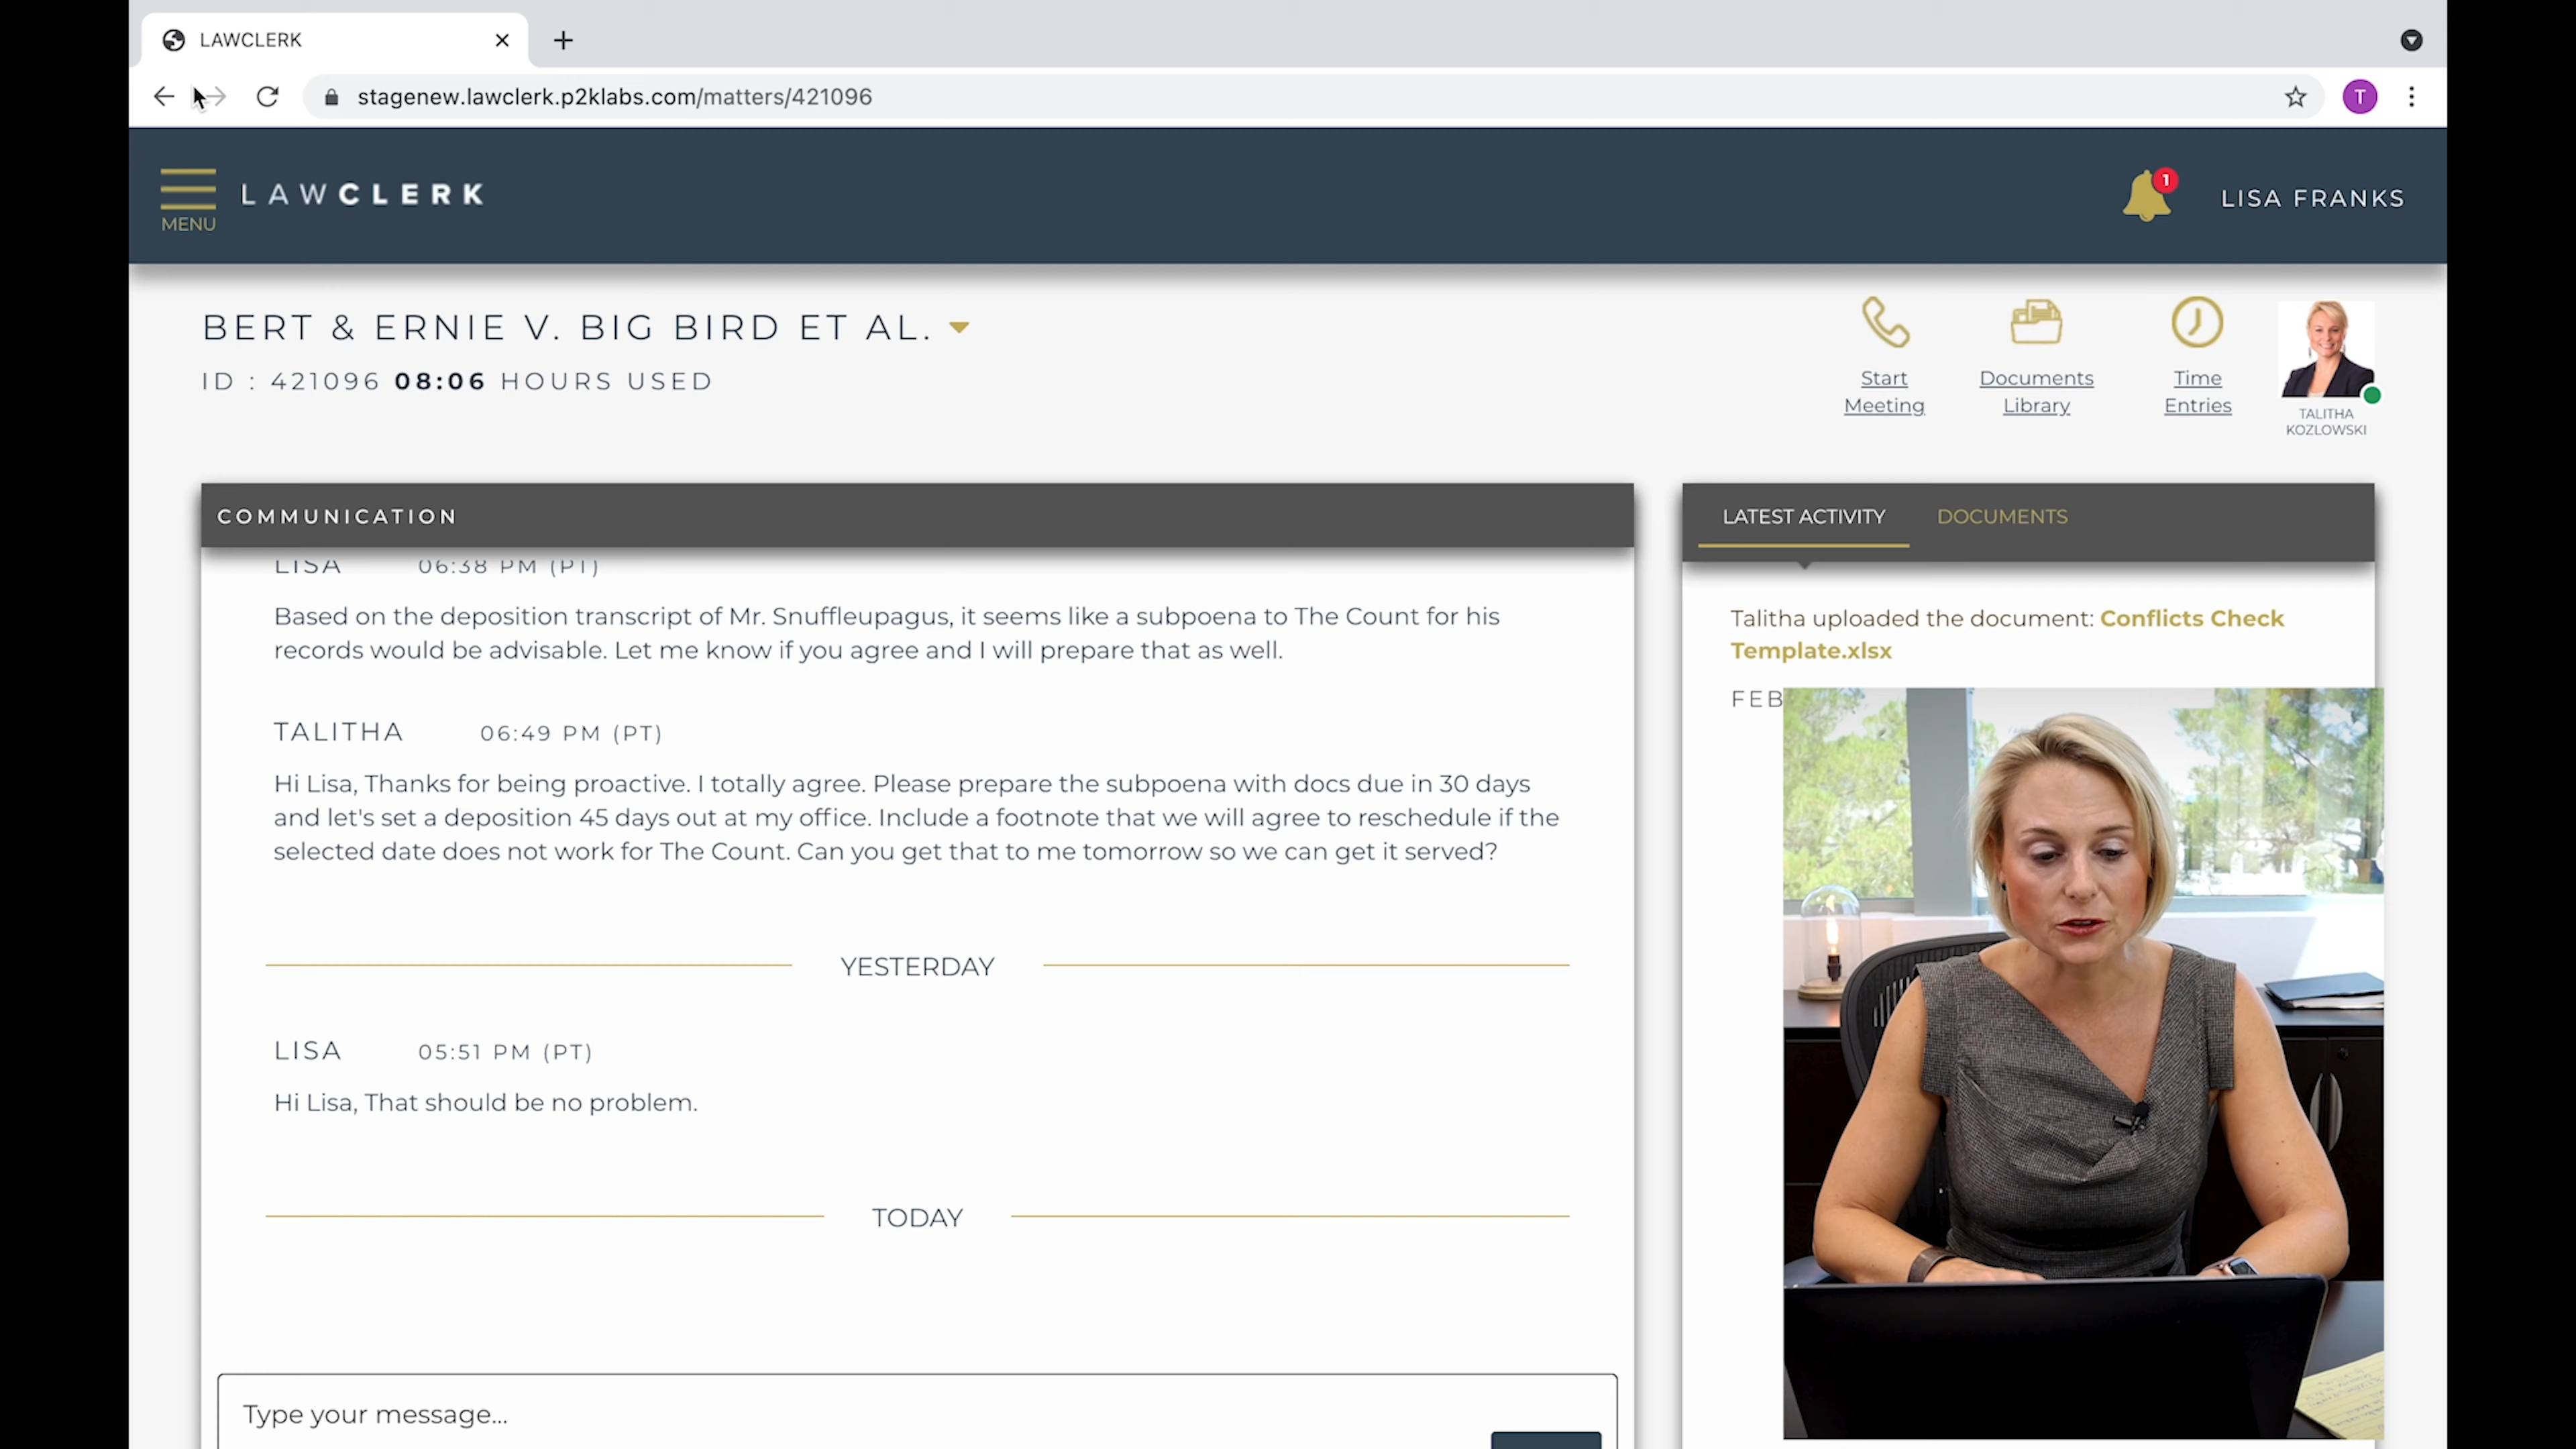 LAWCLERK
stagenew.lawclerk.p2klabs.com/matters/421096
T
MENU
LAWCLERK
1
LISA FRANKS
BERT & ERNIE V. BIG BIRD ET AL.
ID : 421096 08:06 HOURS USED
Start
Meeting
Documents
Library
Time
Entries
TALITHA
KOZLOWSKI
COMMUNICATION
LISA 06:38 PM (PT)
Based on the deposition transcript of Mr. Snuffleupagus, it seems like a subpoena to The Count for his
records would be advisable. Let me know if you agree and I will prepare that as well.
TALITHA 06:49 PM (PT)
Hi Lisa, Thanks for being proactive. I totally agree. Please prepare the subpoena with docs due in 30 days
and let's set a deposition 45 days out at my office. Include a footnote that we will agree to reschedule if the
selected date does not work for The Count. Can you get that to me tomorrow so we can get it served?
YESTERDAY
LISA 05:51 PM (PT)
Hi Lisa, That should be no problem.
TODAY
Type your message...
LATEST ACTIVITY
DOCUMENTS
Talitha uploaded the document: Conflicts Check
Template.xlsx
FEB